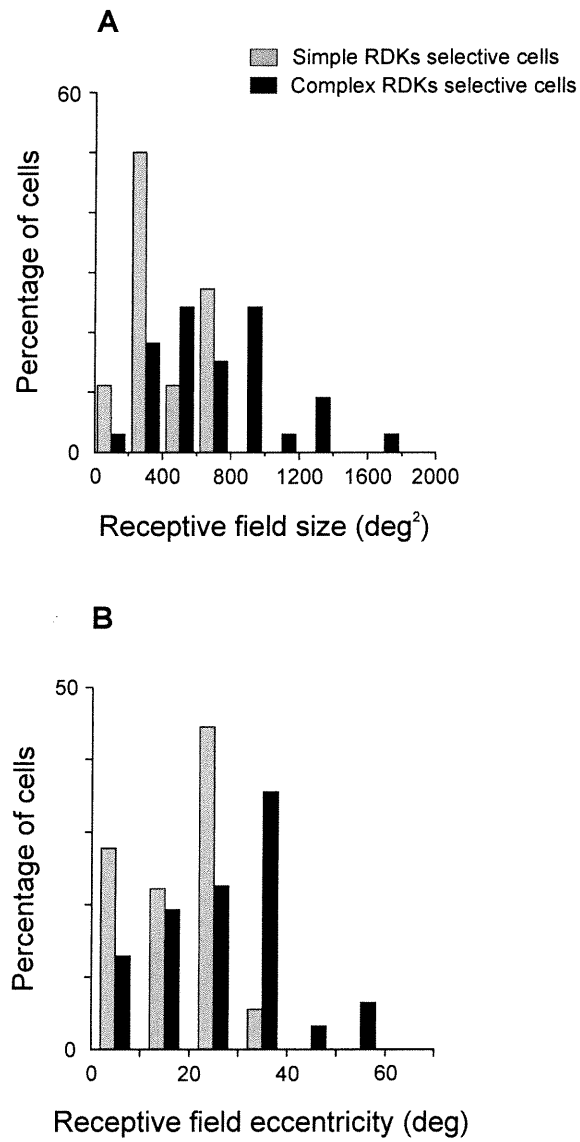 A
Simple RDKs selective cells
Complex RDKs selective cells
60
Percentage of cells
0
0 400 800 1200 1600 2000
Receptive field size (deg²)
B
50
Percentage of cells
0
0 20 40 60
Receptive field eccentricity (deg)